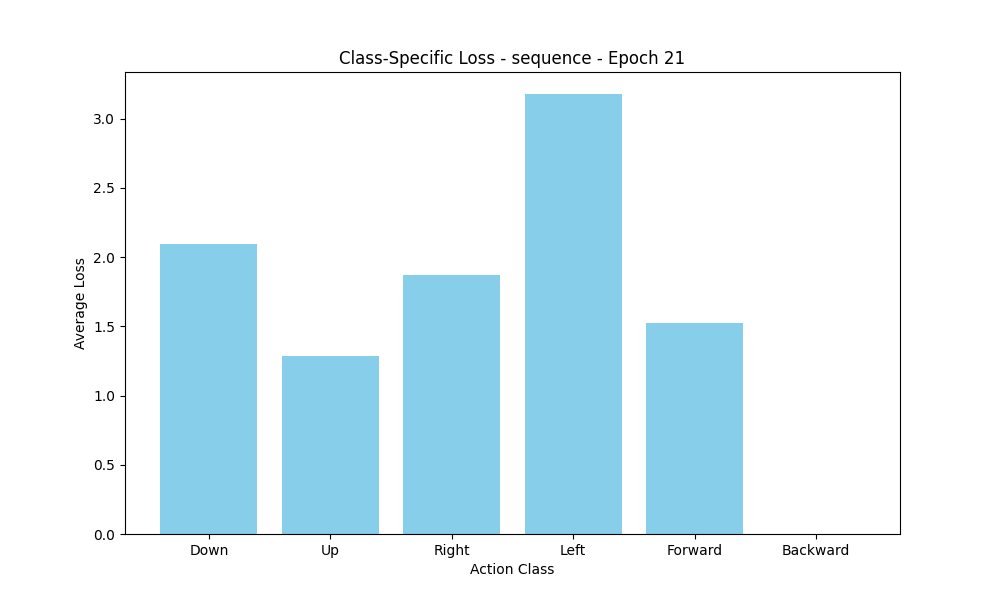 Class-Specific Loss - sequence - Epoch 21
Average Loss
3.0
2.5
2.0
1.5
1.0
0.5
0.0
Down Up Right Left Forward Backward
Action Class